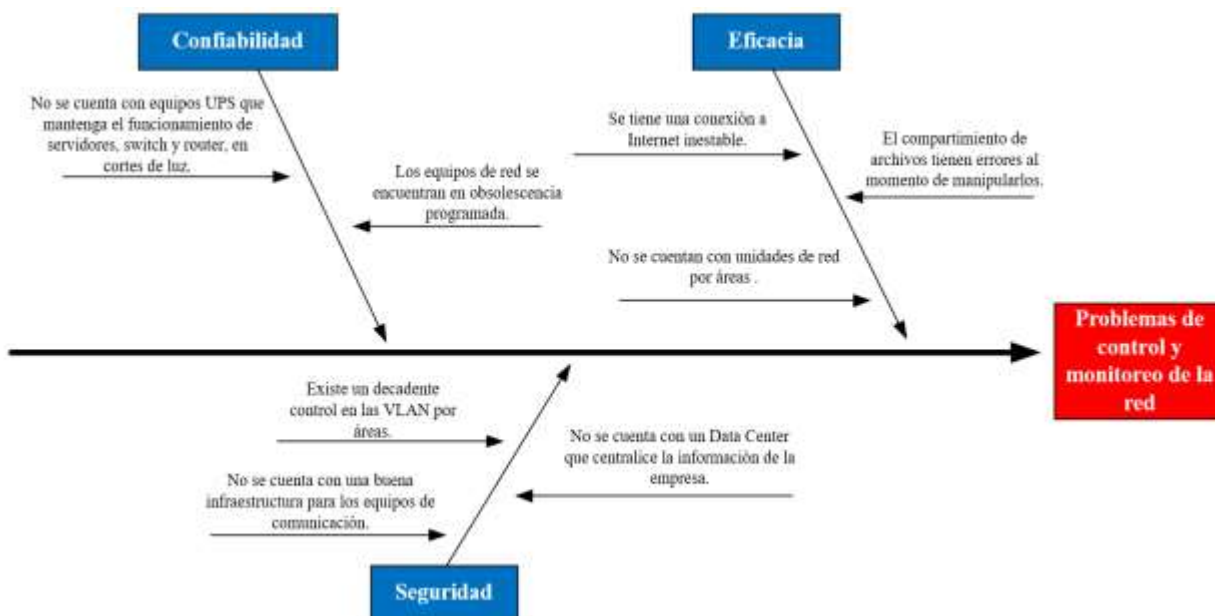 Confiabilidad
No se cuenta con equipos UPS que
mantenga el funcionamiento de
servidores, switch y router, en
cortes de luz.
Los equipos de red se
encuentran en obsolescencia
programada.
Eficacia
Se tiene una conexión a
Internet inestable.
El compartimiento de
archivos tienen errores al
momento de manipularlos.
No se cuentan con unidades de red
por áreas .
Problemas de
control y
monitoreo de la
red
Existe un decadente
control en las VLAN por
áreas.
No se cuenta con un Data Center
que centralice la información de la
empresa.
No se cuenta con una buena
infraestructura para los equipos de
comunicación.
Seguridad